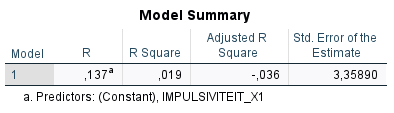 Model Summary
Model R R Square Adjusted R Square Std. Error of the Estimate
1 ,137a ,019 -,036 3,35890
a. Predictors: (Constant), IMPULSIVITEIT_X1